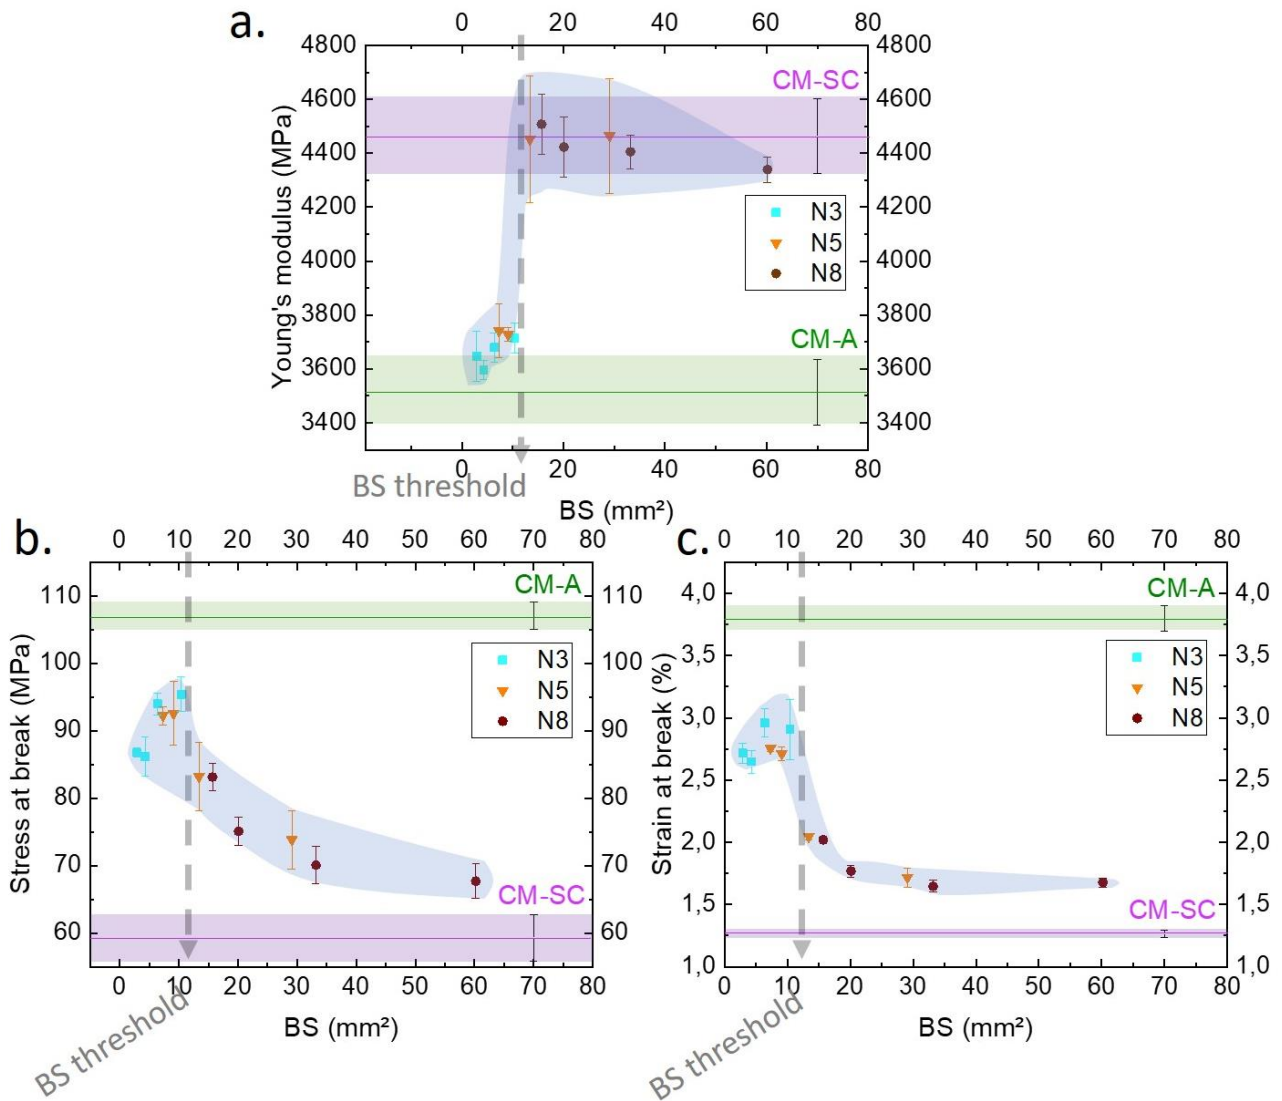 a.
0 20 40 60 80
4800 4800
CM-SC
4600 4600
4400 4400
4200 4200
N3
N5
N8
4000 4000
3800 3800
CM-A
3600 3600
3400 3400
Young's modulus (MPa)
0 20 40 60 80
BS threshold
BS (mm²)
b.
0 10 20 30 40 50 60 70 80
CM-A
110 110
100 100
N3
N5
N8
90 90
80 80
70 70
CM-SC
60 60
Stress at break (MPa)
0 10 20 30 40 50 60 70 80
BS (mm²)
BS threshold
c.
0 10 20 30 40 50 60 70 80
4,0 4,0
CM-A
3,5 3,5
N3
N5
N8
3,0 3,0
2,5 2,5
2,0 2,0
1,5 1,5
CM-SC
1,0 1,0
Strain at break (%)
0 10 20 30 40 50 60 70 80
BS (mm²)
BS threshold